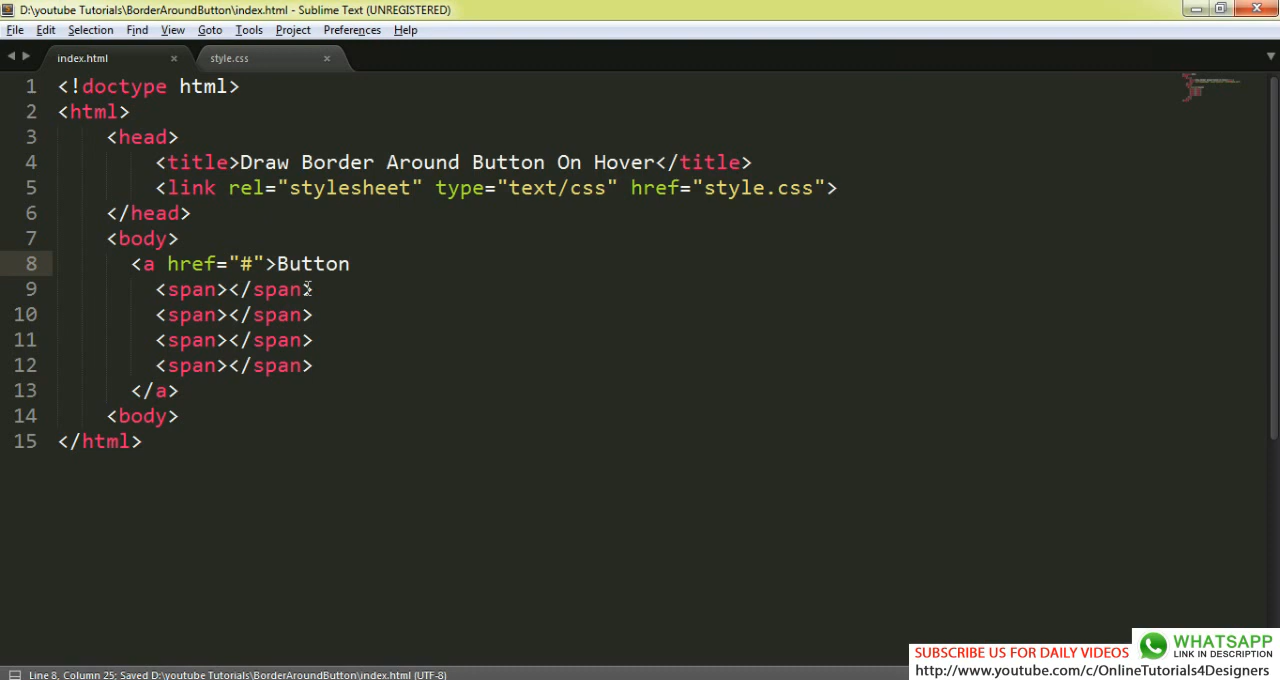 D:\youtube Tutorials\BorderAroundButton\index.html - Sublime Text (UNREGISTERED)
File Edit Selection Find View Goto Tools Project Preferences Help
index.html × style.css ×
1 <!doctype html>
2 <html>
3 <head>
4 <title>Draw Border Around Button On Hover</title>
5 <link rel="stylesheet" type="text/css" href="style.css">
6 </head>
7 <body>
8 <a href="#">Button
9 <span></span>
10 <span></span>
11 <span></span>
12 <span></span>
13 </a>
14 <body>
15 </html>
WHATSAPP
LINK IN DESCRIPTION
SUBSCRIBE US FOR DAILY VIDEOS
http://www.youtube.com/c/OnlineTutorials4Designers
Line 8, Column 25; Saved D:\youtube Tutorials\BorderAroundButton\index.html (UTF-8)